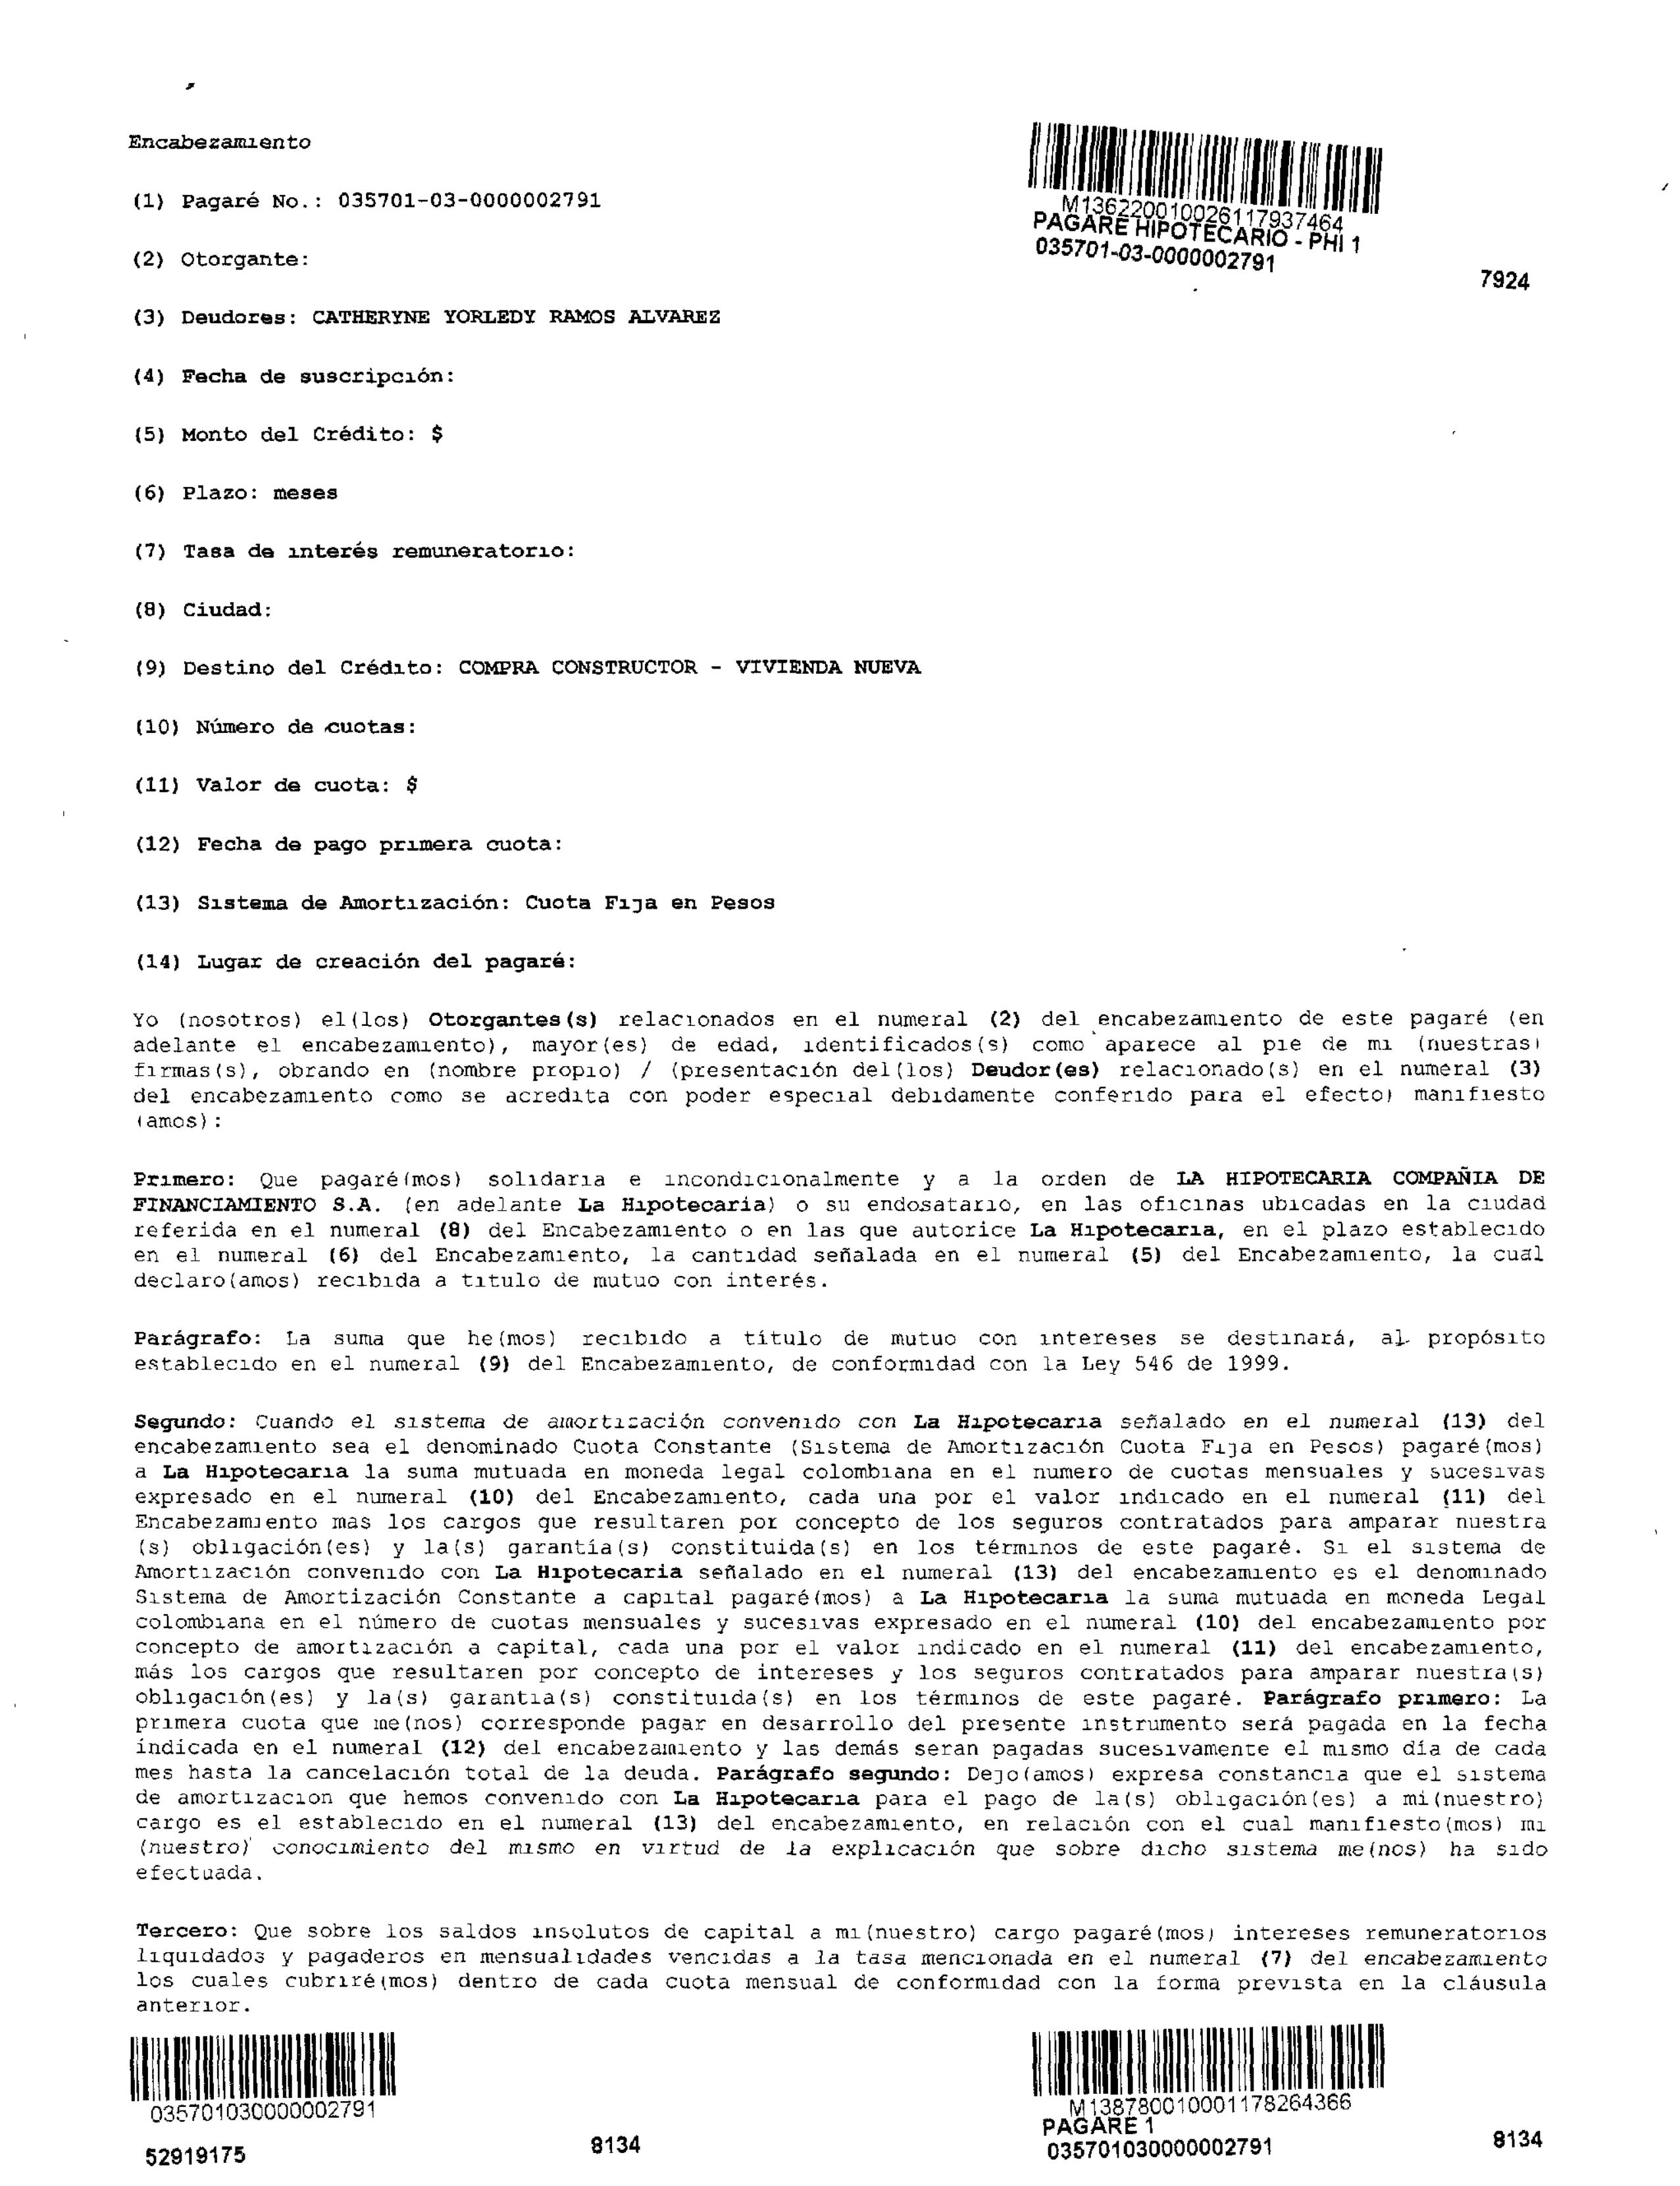 Encabezamiento
(1) Pagaré No.: 035701-03-0000002791
M1362200100261179374​64
PAGARE HIPOTECARIO - PHI 1
035701-03-0000002791
7924
(2) Otorgante:
(3) Deudores: CATHERYNE YORLEDY RAMOS ALVAREZ
(4) Fecha de suscripción:
(5) Monto del Crédito: $
(6) Plazo: meses
(7) Tasa de interés remuneratorio:
(8) Ciudad:
(9) Destino del Crédito: COMPRA CONSTRUCTOR - VIVIENDA NUEVA
(10) Número de cuotas:
(11) Valor de cuota: $
(12) Fecha de pago primera cuota:
(13) Sistema de Amortización: Cuota Fija en Pesos
(14) Lugar de creación del pagaré:
Yo (nosotros) el(los) Otorgantes(s) relacionados en el numeral (2) del encabezamiento de este pagaré (en
adelante el encabezamiento), mayor(es) de edad, identificados(s) como aparece al pie de mi (nuestras)
firmas(s), obrando en (nombre propio) / (presentación del(los) Deudor(es) relacionado(s) en el numeral (3)
del encabezamiento como se acredita con poder especial debidamente conferido para el efecto) manifiesto
(amos):
Primero: Que pagaré(mos) solidaria e incondicionalmente y a la orden de LA HIPOTECARIA COMPAÑIA DE
FINANCIAMIENTO S.A. (en adelante La Hipotecaria) o su endosatario, en las oficinas ubicadas en la ciudad
referida en el numeral (8) del Encabezamiento o en las que autorice La Hipotecaria, en el plazo establecido
en el numeral (6) del Encabezamiento, la cantidad señalada en el numeral (5) del Encabezamiento, la cual
declaro(amos) recibida a titulo de mutuo con interés.
Parágrafo: La suma que he(mos) recibido a título de mutuo con intereses se destinará, al propósito
establecido en el numeral (9) del Encabezamiento, de conformidad con la Ley 546 de 1999.
Segundo: Cuando el sistema de amortización convenido con La Hipotecaria señalado en el numeral (13) del
encabezamiento sea el denominado Cuota Constante (Sistema de Amortización Cuota Fija en Pesos) pagaré(mos)
a La Hipotecaria la suma mutuada en moneda legal colombiana en el numero de cuotas mensuales y sucesivas
expresado en el numeral (10) del Encabezamiento, cada una por el valor indicado en el numeral (11) del
Encabezamiento mas los cargos que resultaren por concepto de los seguros contratados para amparar nuestra
(s) obligación(es) y la(s) garantía(s) constituida(s) en los términos de este pagaré. Si el sistema de
Amortización convenido con La Hipotecaria señalado en el numeral (13) del encabezamiento es el denominado
Sistema de Amortización Constante a capital pagaré(mos) a La Hipotecaria la suma mutuada en moneda Legal
colombiana en el número de cuotas mensuales y sucesivas expresado en el numeral (10) del encabezamiento por
concepto de amortización a capital, cada una por el valor indicado en el numeral (11) del encabezamiento,
más los cargos que resultaren por concepto de intereses y los seguros contratados para amparar nuestra(s)
obligación(es) y la(s) garantia(s) constituida(s) en los términos de este pagaré. Parágrafo primero: La
primera cuota que me(nos) corresponde pagar en desarrollo del presente instrumento será pagada en la fecha
indicada en el numeral (12) del encabezamiento y las demás seran pagadas sucesivamente el mismo día de cada
mes hasta la cancelación total de la deuda. Parágrafo segundo: Dejo(amos) expresa constancia que el sistema
de amortizacion que hemos convenido con La Hipotecaria para el pago de la(s) obligación(es) a mi(nuestro)
cargo es el establecido en el numeral (13) del encabezamiento, en relación con el cual manifiesto(mos) mi
(nuestro) conocimiento del mismo en virtud de la explicación que sobre dicho sistema me(nos) ha sido
efectuada.
Tercero: Que sobre los saldos insolutos de capital a mi(nuestro) cargo pagaré(mos) intereses remuneratorios
liquidados y pagaderos en mensualidades vencidas a la tasa mencionada en el numeral (7) del encabezamiento
los cuales cubriré(mos) dentro de cada cuota mensual de conformidad con la forma prevista en la cláusula
anterior.
035701030000002791
52919175
8134
M1387800100011782​64366
PAGARE 1
035701030000002791
8134